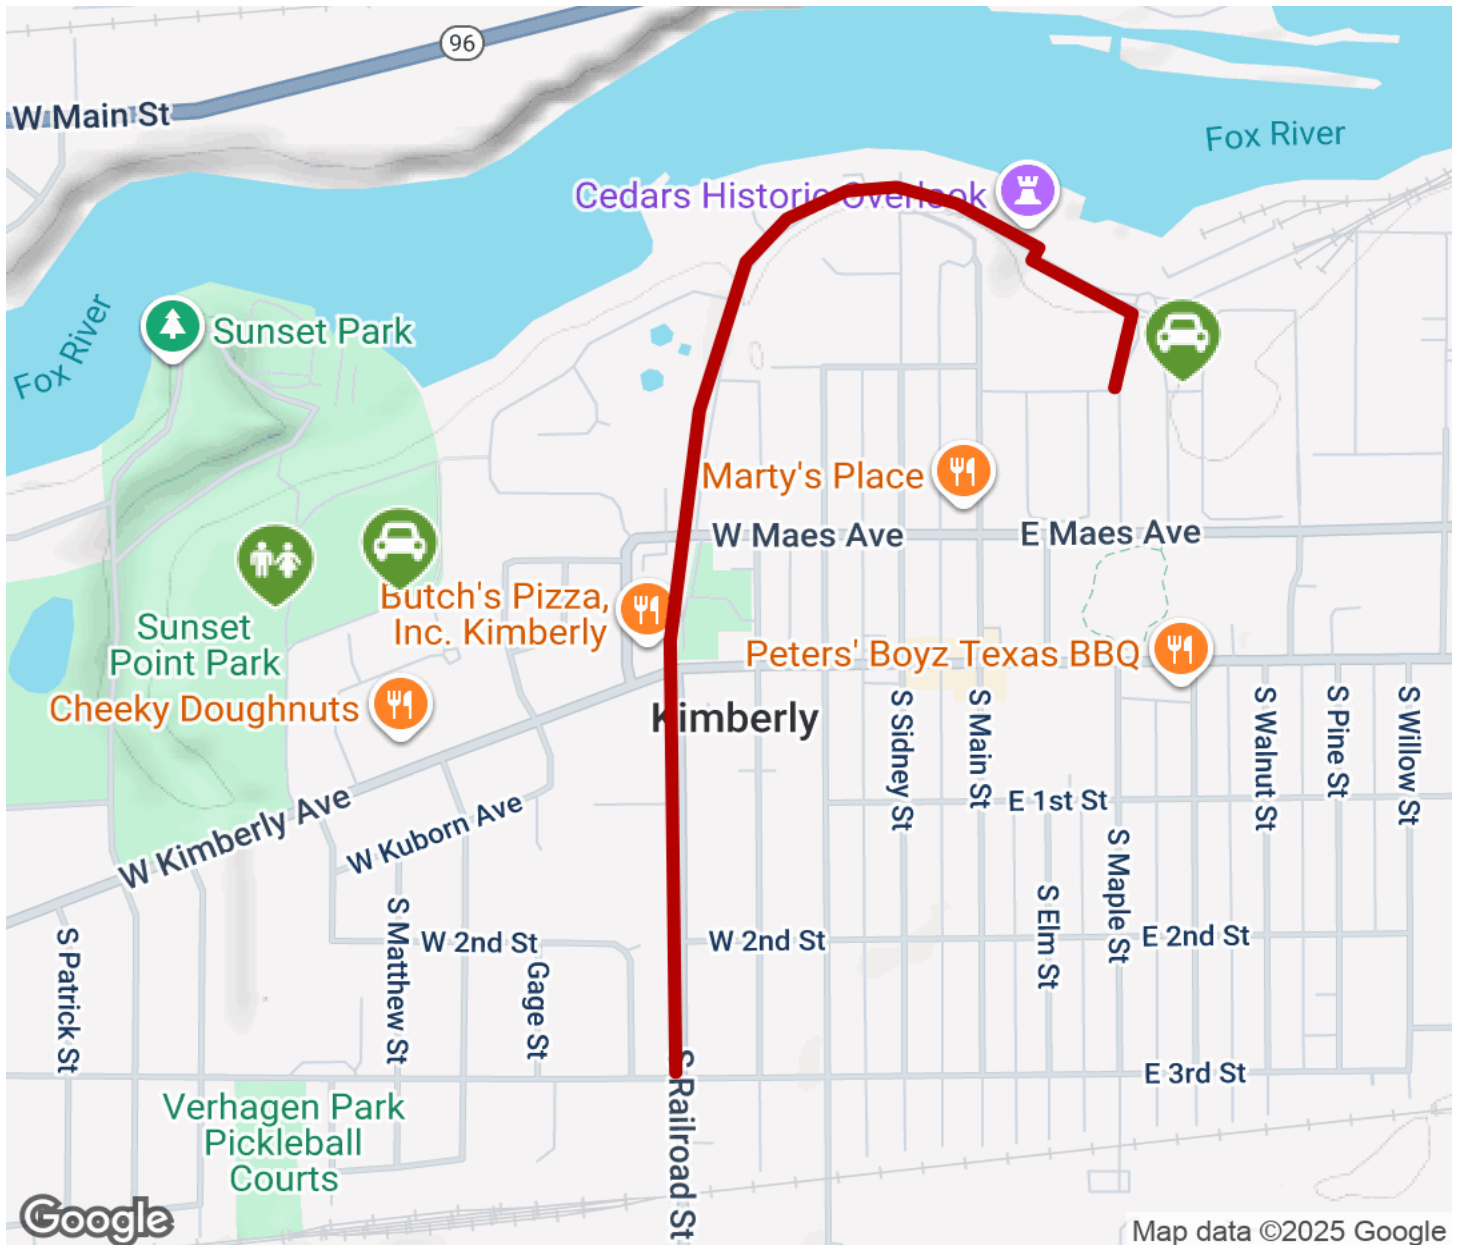 96
W Main St
Fox River
Cedars Historic Overlook
Fox River
Sunset Park
Marty's Place
W Maes Ave
E Maes Ave
Butch's Pizza,
Inc. Kimberly
Sunset
Point Park
Peters' Boyz Texas BBQ
Cheeky Doughnuts
Kimberly
S Sidney St
S Main St
S Walnut St
S Pine St
S Willow St
E 1st St
W Kimberly Ave
W Kuborn Ave
S Maple St
S Elm St
S Patrick St
S Matthew St
W 2nd St
Gage St
W 2nd St
E 2nd St
E 3rd St
S Railroad St
Verhagen Park
Pickleball
Courts
Google
Map data ©2025 Google